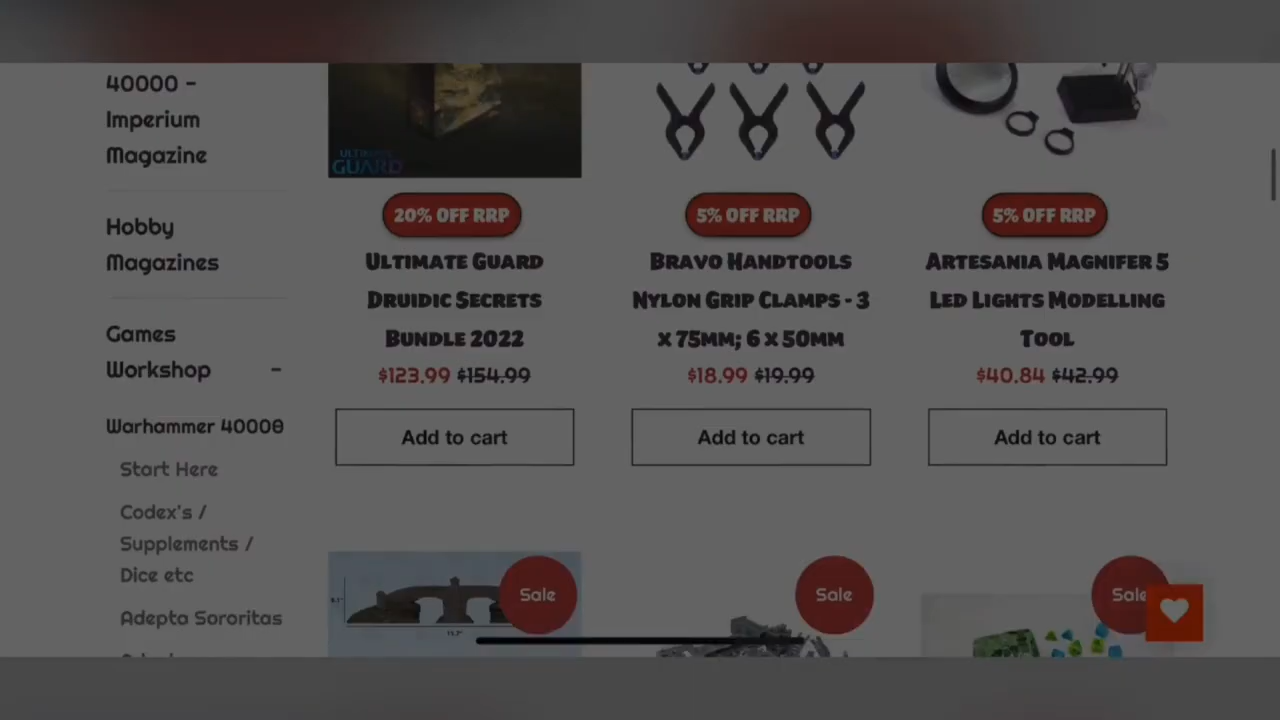 40000 -
Imperium
Magazine
Hobby
Magazines
Games
Workshop -
Warhammer 40000
Start Here
Codex's /
Supplements /
Dice etc
Adepta Sororitas
ULTIMATE
GUARD
20% OFF RRP
Ultimate Guard
Druidic Secrets
Bundle 2022
$123.99 $154.99
Add to cart
5% OFF RRP
Bravo Handtools
Nylon Grip Clamps - 3
x 75mm; 6 x 50mm
$18.99 $19.99
Add to cart
5% OFF RRP
Artesania Magnifer 5
Led Lights Modelling
Tool
$40.84 $42.99
Add to cart
Sale
Sale
Sale